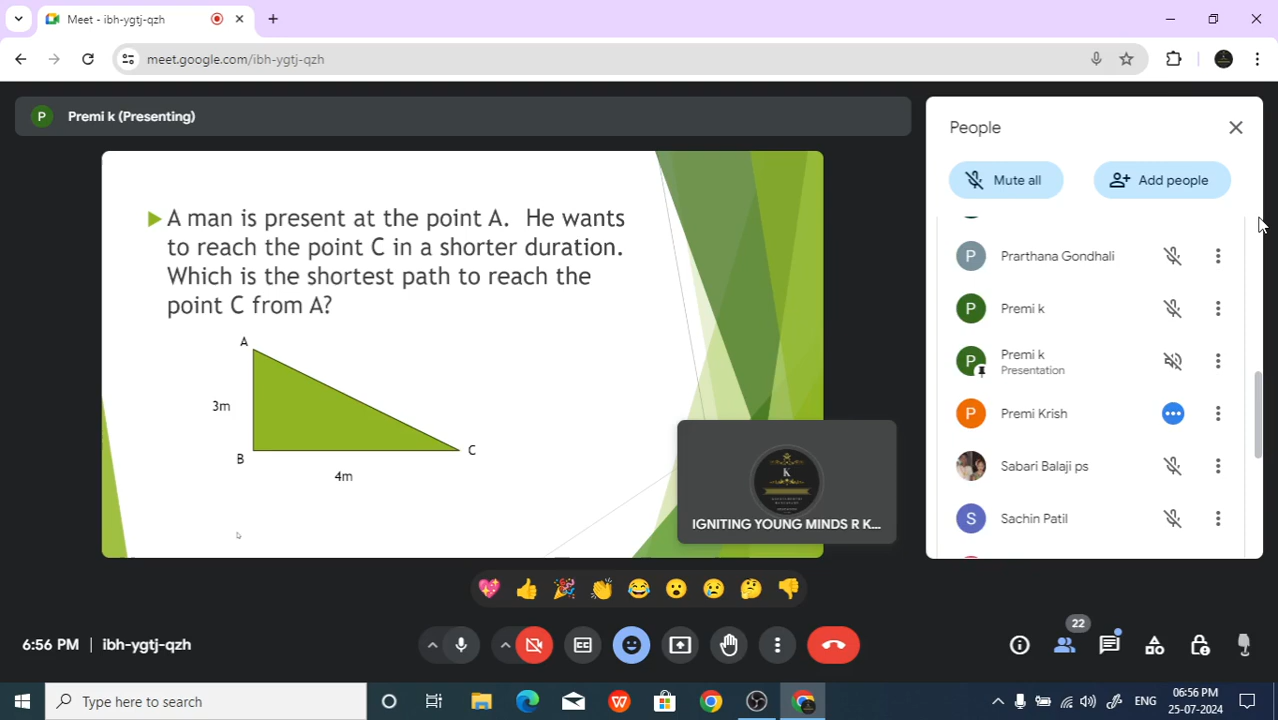 Meet - ibh-ygtj-qzh
meet.google.com/ibh-ygtj-qzh
P
Premi k (Presenting)
A man is present at the point A.  He wants
to reach the point C in a shorter duration.
Which is the shortest path to reach the
point C from A?
A
3m
B
C
4m
K
IGNITING YOUNG MINDS R K...
People
Mute all
Add people
P
Prarthana Gondhali
P
Premi k
P
Premi k
Presentation
P
Premi Krish
Sabari Balaji ps
S
Sachin Patil
6:56 PM
ibh-ygtj-qzh
22
Type here to search
ENG
06:56 PM
25-07-2024